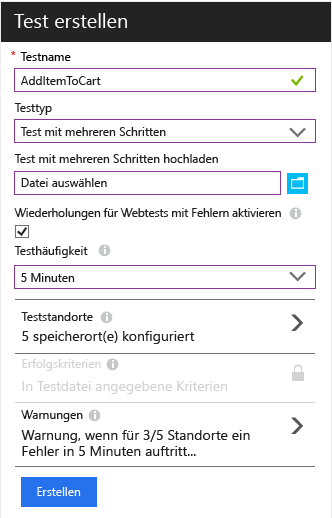 Test erstellen
* Testname
AddItemToCart
Testtyp
Test mit mehreren Schritten
Test mit mehreren Schritten hochladen
Datei auswählen
Wiederholungen für Webtests mit Fehlern aktivieren
Testhäufigkeit
5 Minuten
Teststandorte
5 speicherort(e) konfiguriert
Erfolgskriterien
In Testdatei angegebene Kriterien
Warnungen
Warnung, wenn für 3/5 Standorte ein
Fehler in 5 Minuten auftritt...
Erstellen